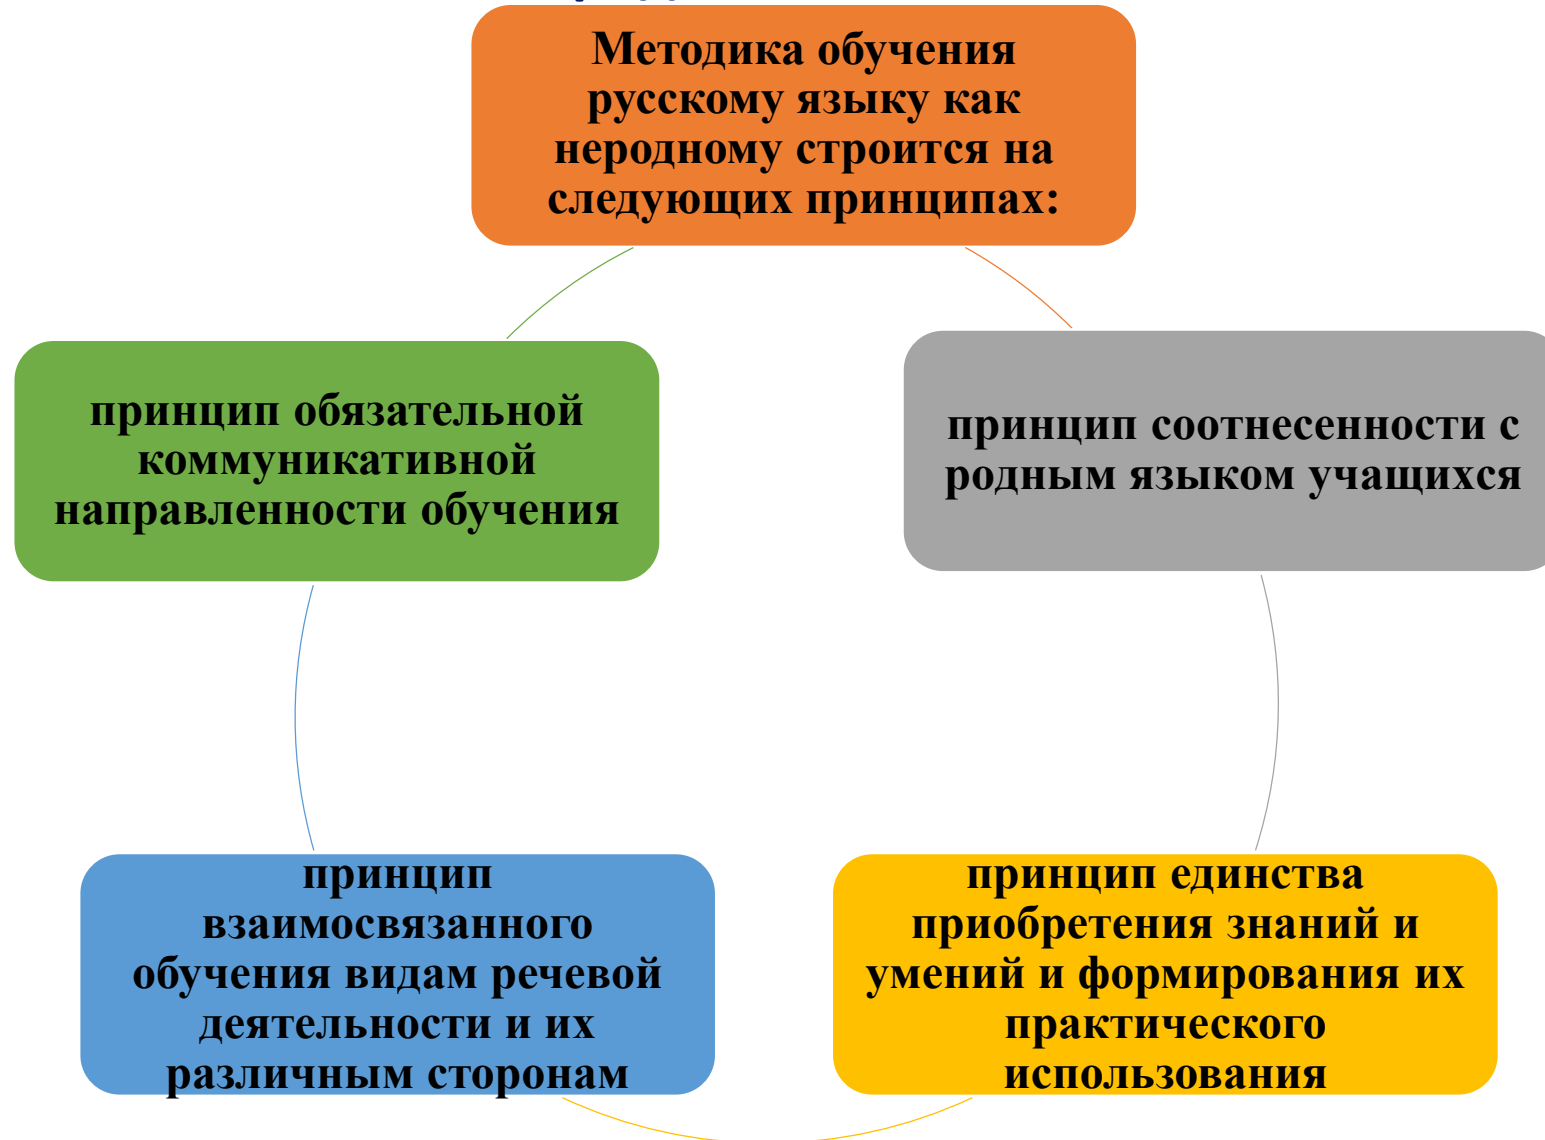 Методика обучения
русскому языку как
неродному строится на
следующих принципах:
принцип соотнесенности с
родным языком учащихся
принцип единства
приобретения знаний и
умений и формирования их
практического
использования
принцип
взаимосвязанного
обучения видам речевой
деятельности и их
различным сторонам
принцип обязательной
коммуникативной
направленности обучения